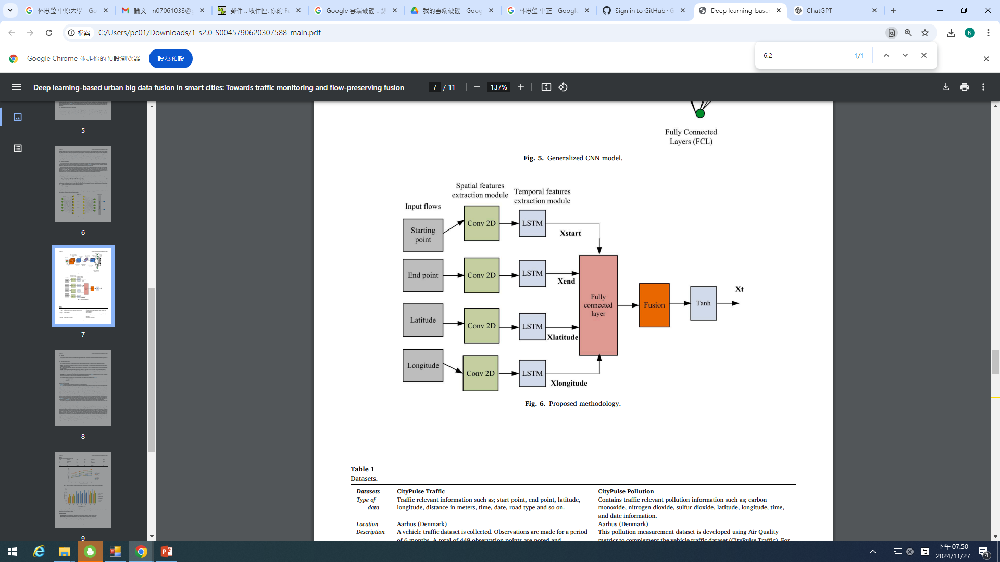 林思螢 中原大學 - Go
論文 - n07061033@g
郵件 :: 收件匣: 你的 Fa
Google 雲端硬碟：
我的雲端硬碟 - Goog
林思螢 中正 - Google
Sign in to GitHub · G
Deep learning-base
ChatGPT
檔案
C:/Users/pc01/Downloads/1-s2.0-S0045790620307588-main.pdf
N
Google Chrome 並非你的預設瀏覽器
設為預設
6.2
1/1
Deep learning-based urban big data fusion in smart cities: Towards traffic monitoring and flow-preserving fusion
7 / 11
137%
5
6
7
8
9
Fully Connected
Layers (FCL)
Fig. 5. Generalized CNN model.
Spatial features
extraction module
Temporal features
extraction module
Input flows
Starting
point
Conv 2D
LSTM
Xstart
End point
Conv 2D
LSTM
Xend
Latitude
Conv 2D
LSTM
Xlatitude
Longitude
Conv 2D
LSTM
Xlongitude
Fully
connected
layer
Fusion
Tanh
Xt
Fig. 6. Proposed methodology.
Table 1
Datasets.
Datasets CityPulse Traffic CityPulse Pollution
Type of Traffic relevant information such as; start point, end point, latitude, Contains traffic relevant pollution information such as; carbon
data longitude, distance in meters, time, date, road type and so on. monoxide, nitrogen dioxide, sulfur dioxide, latitude, longitude, time,
and date information.
Location Aarhus (Denmark) Aarhus (Denmark)
Description A vehicle traffic dataset is collected. Observations are made for a period This pollution measurement dataset is developed using Air Quality
of 6 months. A total of 449 observation points are noted and metrics to complement the vehicle traffic dataset (CityPulse Traffic). For
下午 07:50
2024/11/27
4